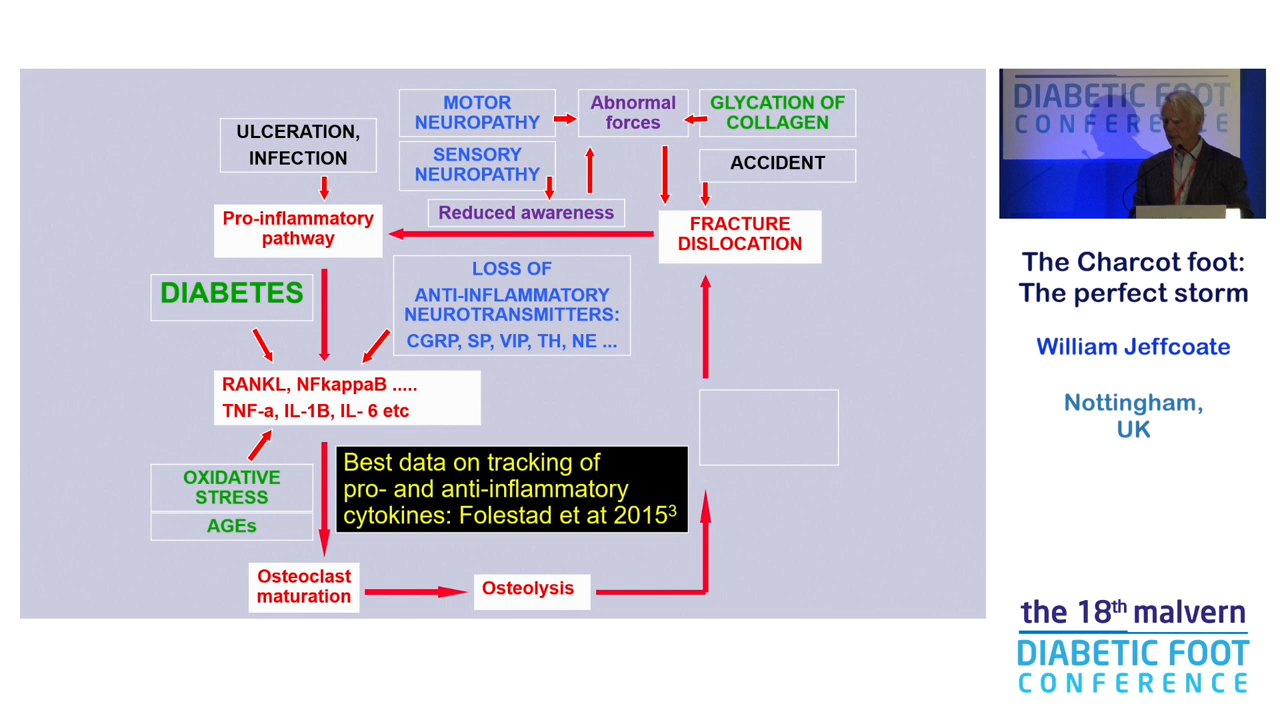 MOTOR
NEUROPATHY
Abnormal
forces
GLYCATION OF
COLLAGEN
ULCERATION,
INFECTION
SENSORY
NEUROPATHY
ACCIDENT
Reduced awareness
Pro-inflammatory
pathway
FRACTURE
DISLOCATION
DIABETES
LOSS OF
ANTI-INFLAMMATORY
NEUROTRANSMITTERS:
CGRP, SP, VIP, TH, NE ...
RANKL, NFkappaB .....
TNF-a, IL-1B, IL- 6 etc
OXIDATIVE
STRESS
AGEs
Best data on tracking of
pro- and anti-inflammatory
cytokines: Folestad et at 2015³
Osteoclast
maturation
Osteolysis
DIABETIC FOOT
CONFERENCE
The Charcot foot:
The perfect storm
William Jeffcoate
Nottingham,
UK
the 18th malvern
DIABETIC FOOT
CONFERENCE